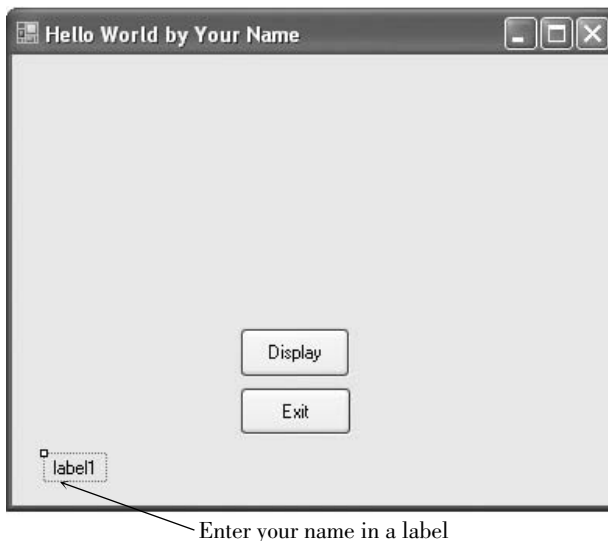 Hello World by Your Name
Display
Exit
label1
Enter your name in a label